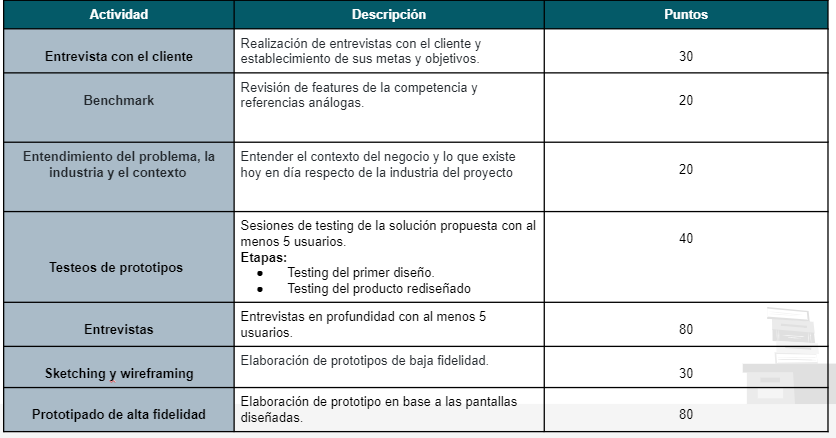 Actividad Descripción Puntos
Entrevista con el cliente
Realización de entrevistas con el cliente y
establecimiento de sus metas y objetivos.
30
Benchmark
Revisión de features de la competencia y
referencias análogas.
20
Entendimiento del problema, la
industria y el contexto
Entender el contexto del negocio y lo que existe
hoy en día respecto de la industria del proyecto
20
Testeos de prototipos
Sesiones de testing de la solución propuesta con al
menos 5 usuarios.
Etapas:
● Testing del primer diseño.
● Testing del producto rediseñado
40
Entrevistas
Entrevistas en profundidad con al menos 5
usuarios.
80
Sketching y wireframing
Elaboración de prototipos de baja fidelidad.
30
Prototipado de alta fidelidad
Elaboración de prototipo en base a las pantallas
diseñadas.
80